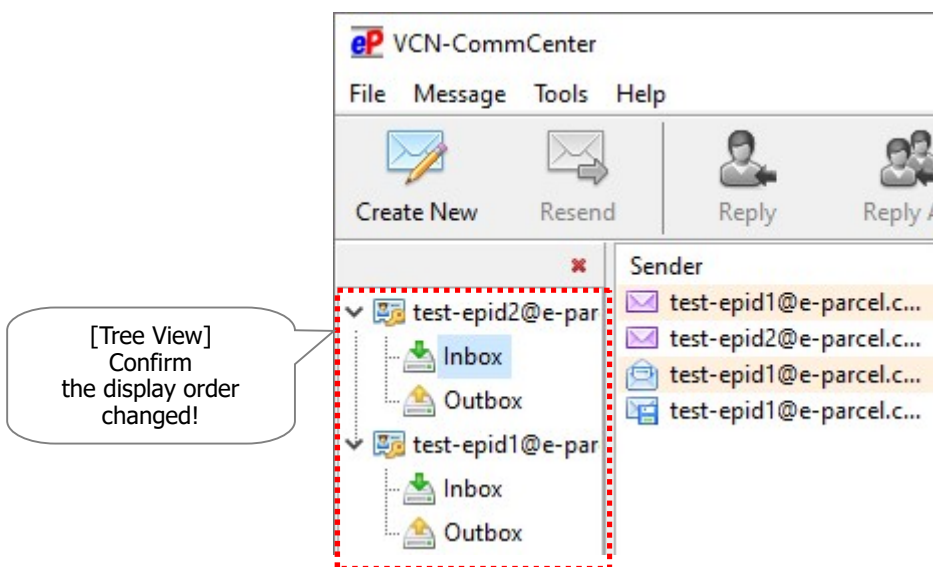 eP VCN-CommCenter
File Message Tools Help
Create New Resend Reply Reply A
Sender
test-epid2@e-par
Inbox
Outbox
test-epid1@e-par
Inbox
Outbox
test-epid1@e-parcel.c...
test-epid2@e-parcel.c...
test-epid1@e-parcel.c...
test-epid1@e-parcel.c...
[Tree View]
Confirm
the display order
changed!